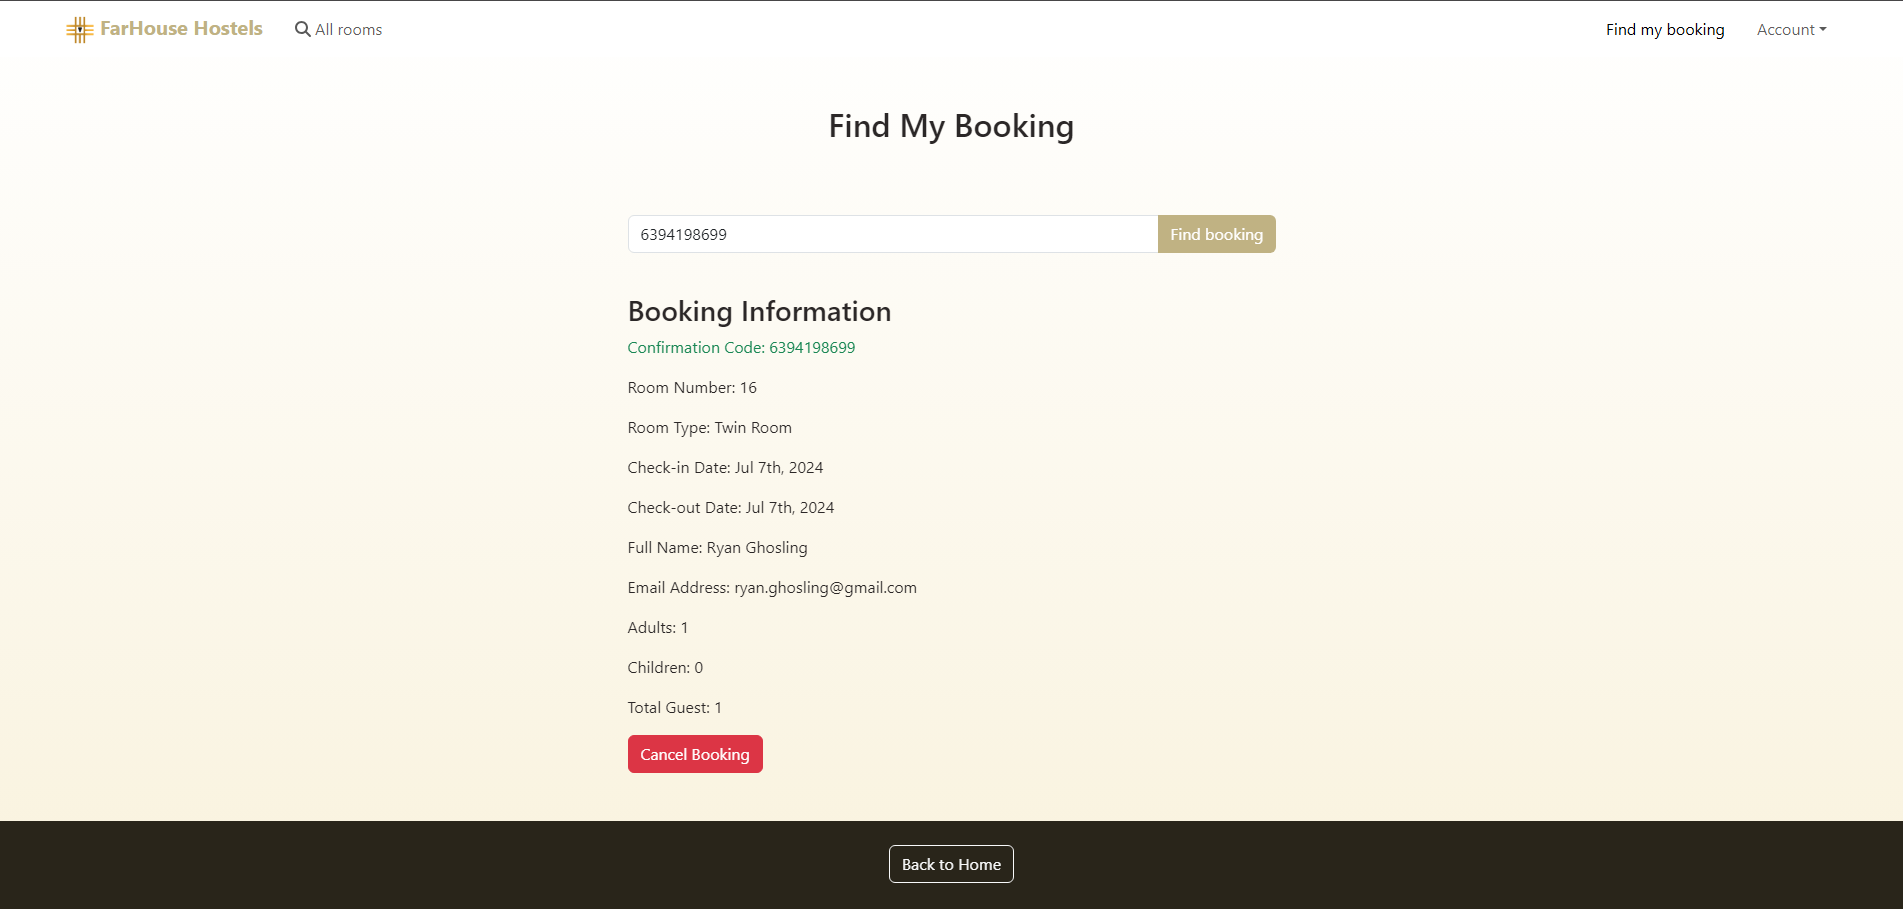 FarHouse Hostels All rooms Find my booking Account
Find My Booking
6394198699 Find booking
Booking Information
Confirmation Code: 6394198699
Room Number: 16
Room Type: Twin Room
Check-in Date: Jul 7th, 2024
Check-out Date: Jul 7th, 2024
Full Name: Ryan Ghosling
Email Address: ryan.ghosling@gmail.com
Adults: 1
Children: 0
Total Guest: 1
Cancel Booking
Back to Home